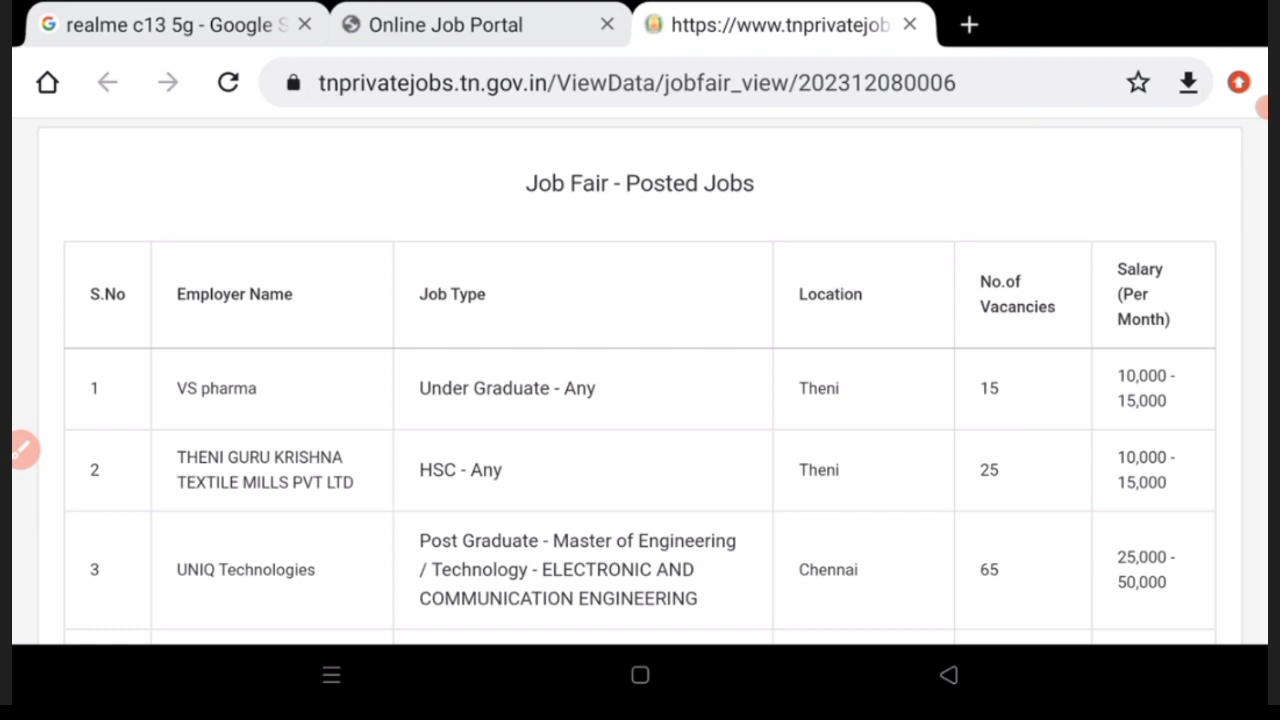 realme c13 5g - Google S
Online Job Portal
https://www.tnprivatejob
tnprivatejobs.tn.gov.in/ViewData/jobfair_view/202312080006
Job Fair - Posted Jobs
S.No
Employer Name
Job Type
Location
No.of
Vacancies
Salary
(Per
Month)
1
VS pharma
Under Graduate - Any
Theni
15
10,000 -
15,000
2
THENI GURU KRISHNA
TEXTILE MILLS PVT LTD
HSC - Any
Theni
25
10,000 -
15,000
3
UNIQ Technologies
Post Graduate - Master of Engineering
/ Technology - ELECTRONIC AND
COMMUNICATION ENGINEERING
Chennai
65
25,000 -
50,000